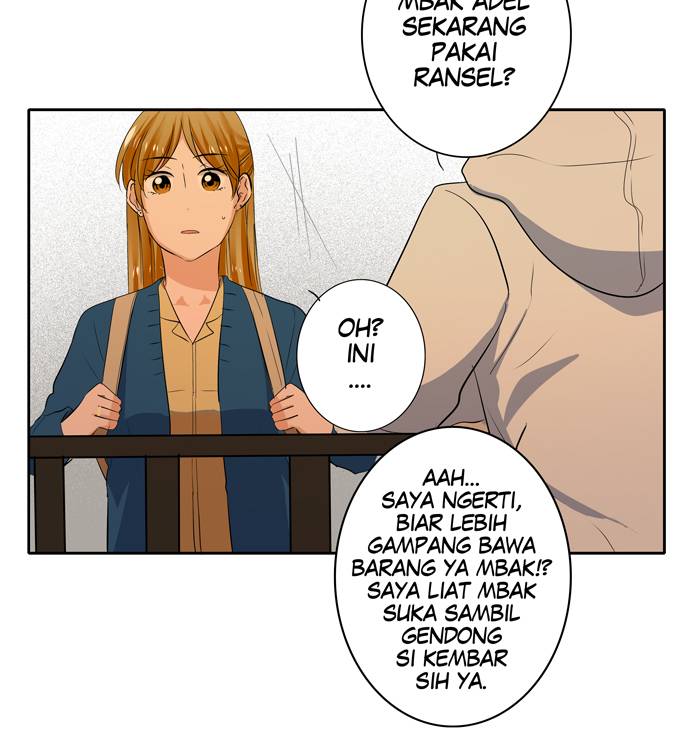 MBAK ADEL
SEKARANG
PAKAI
RANSEL?
OH?
INI
....
AAH...
SAYA NGERTI,
BIAR LEBIH
GAMPANG BAWA
BARANG YA MBAK!?
SAYA LIAT MBAK
SUKA SAMBIL
GENDONG
SI KEMBAR
SIH YA.